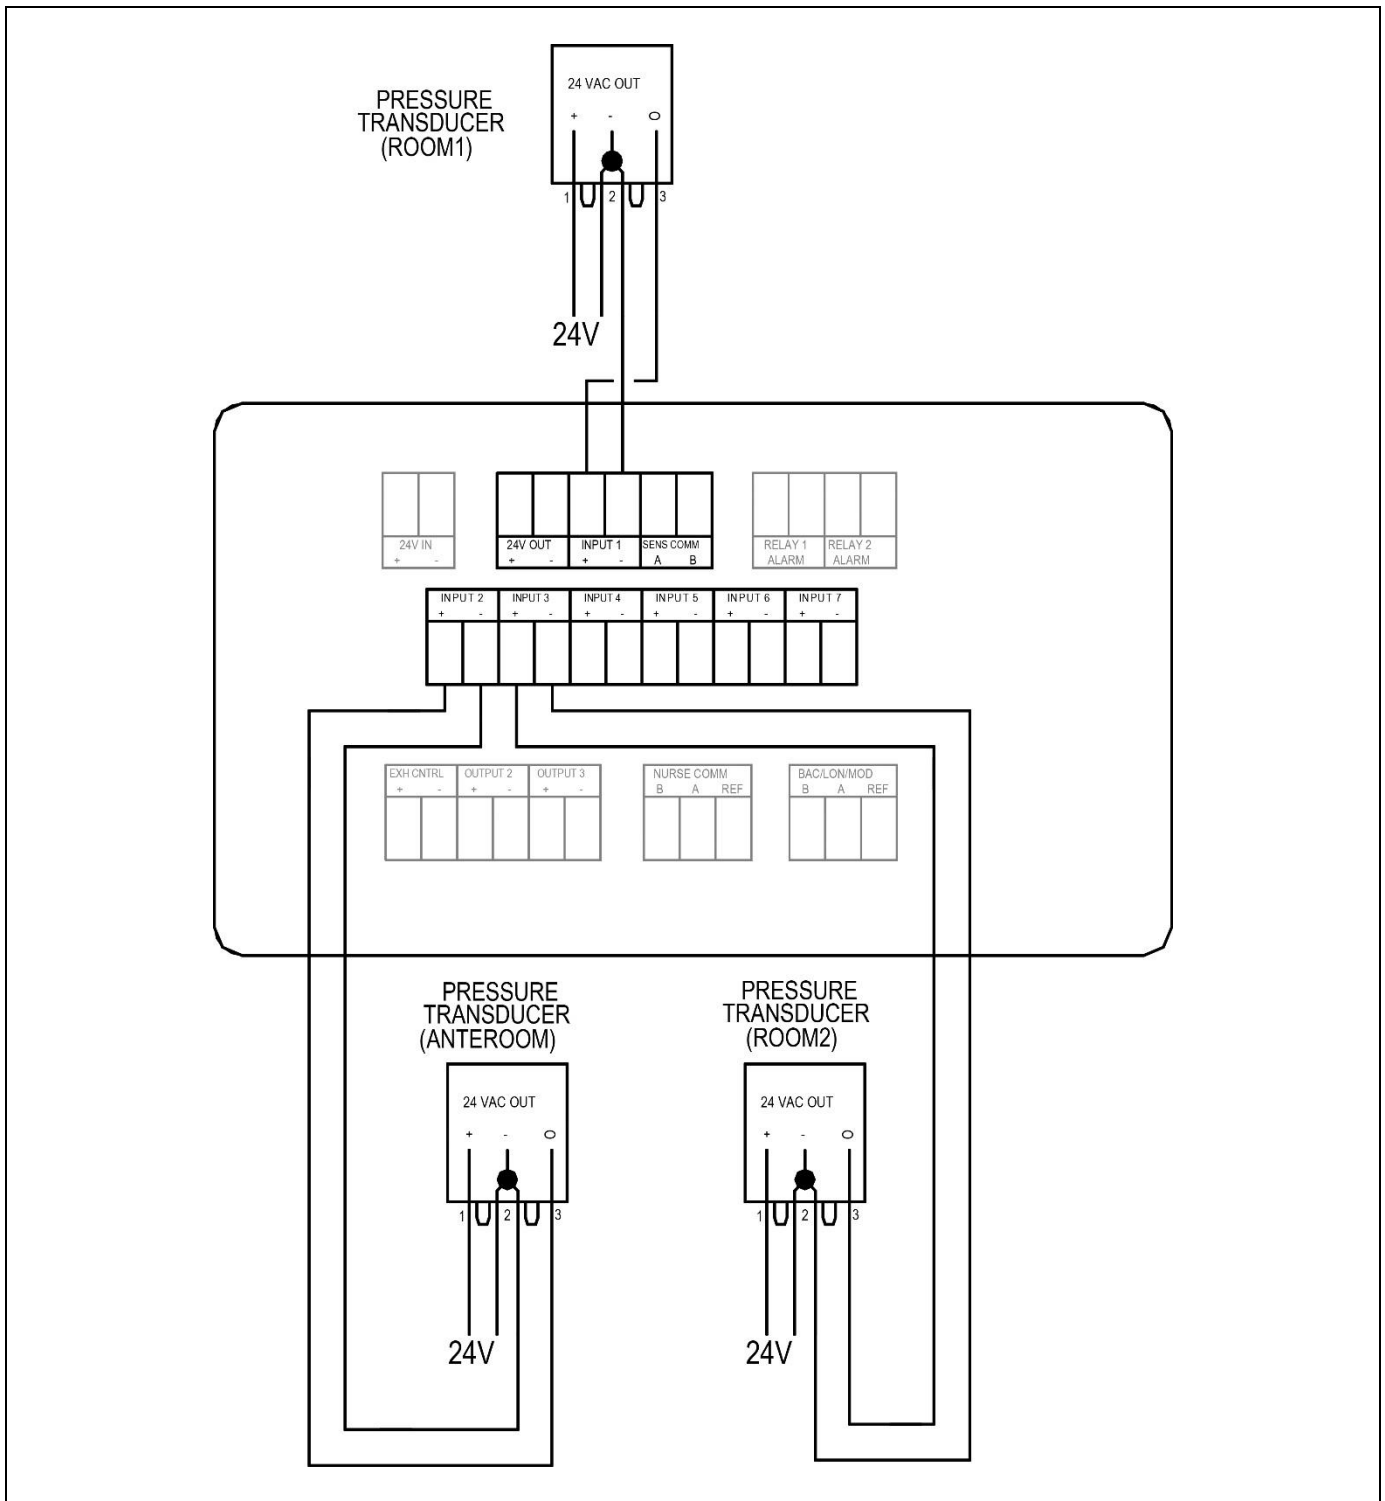 24 VAC OUT
+ - O
PRESSURE
TRANSDUCER
(ROOM1)
1 2 3
24V
24V IN
+ -
24V OUT INPUT 1 SENS COMM
+ - + - A B
RELAY 1 RELAY 2
ALARM ALARM
INPUT 2 INPUT 3 INPUT 4 INPUT 5 INPUT 6 INPUT 7
+ - + - + - + - + - + -
EXH CNTRL OUTPUT 2 OUTPUT 3
+ - + - + -
NURSE COMM
B A REF
BAC/LON/MOD
B A REF
PRESSURE
TRANSDUCER
(ANTEROOM)
24 VAC OUT
+ - O
1 2 3
24V
PRESSURE
TRANSDUCER
(ROOM2)
24 VAC OUT
+ - O
1 2 3
24V